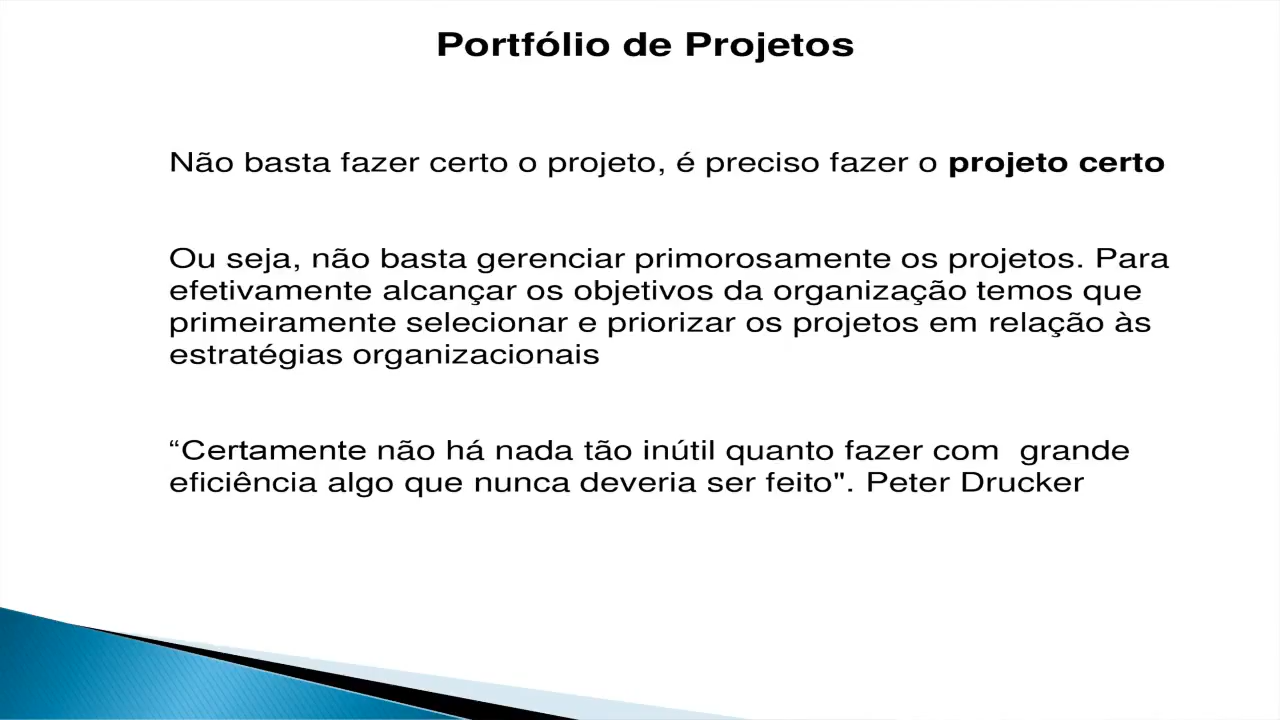 Portfólio de Projetos
Não basta fazer certo o projeto, é preciso fazer o projeto certo
Ou seja, não basta gerenciar primorosamente os projetos. Para
efetivamente alcançar os objetivos da organização temos que
primeiramente selecionar e priorizar os projetos em relação às
estratégias organizacionais
“Certamente não há nada tão inútil quanto fazer com  grande
eficiência algo que nunca deveria ser feito". Peter Drucker